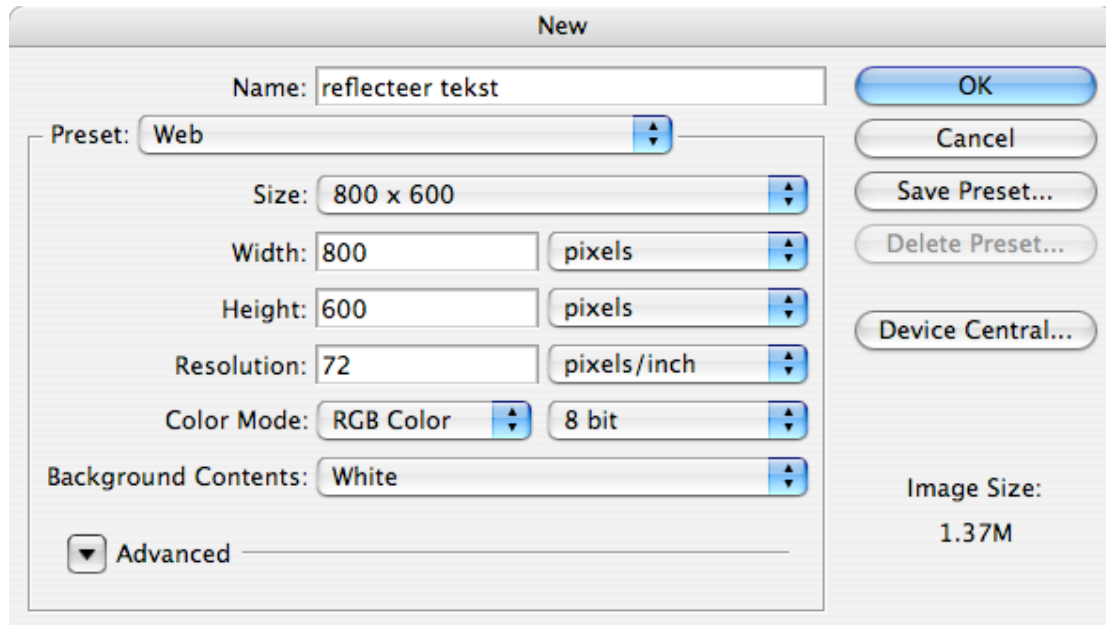 New
Name: reflecteer tekst
OK
Preset: Web
Cancel
Size: 800 x 600
Save Preset...
Width: 800 pixels
Delete Preset...
Height: 600 pixels
Device Central...
Resolution: 72 pixels/inch
Color Mode: RGB Color 8 bit
Background Contents: White
Image Size:
1.37M
Advanced